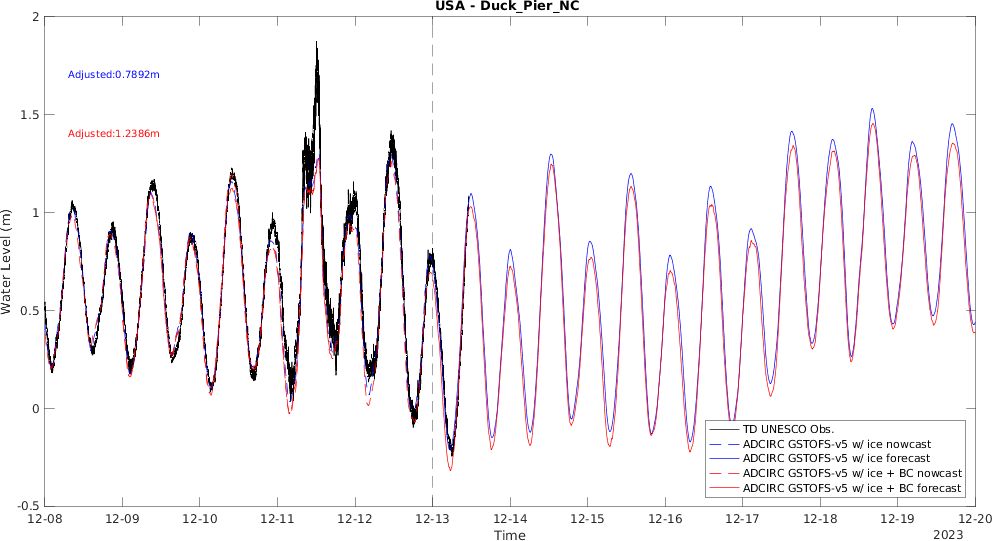 USA - Duck_Pier_NC
2
1.5
1
0.5
0
-0.5
Water Level (m)
Adjusted:0.7892m
Adjusted:1.2386m
TD UNESCO Obs.
ADCIRC GSTOFS-v5 w/ ice nowcast
ADCIRC GSTOFS-v5 w/ ice forecast
ADCIRC GSTOFS-v5 w/ ice + BC nowcast
ADCIRC GSTOFS-v5 w/ ice + BC forecast
12-08 12-09 12-10 12-11 12-12 12-13 12-14 12-15 12-16 12-17 12-18 12-19 12-20
Time
2023